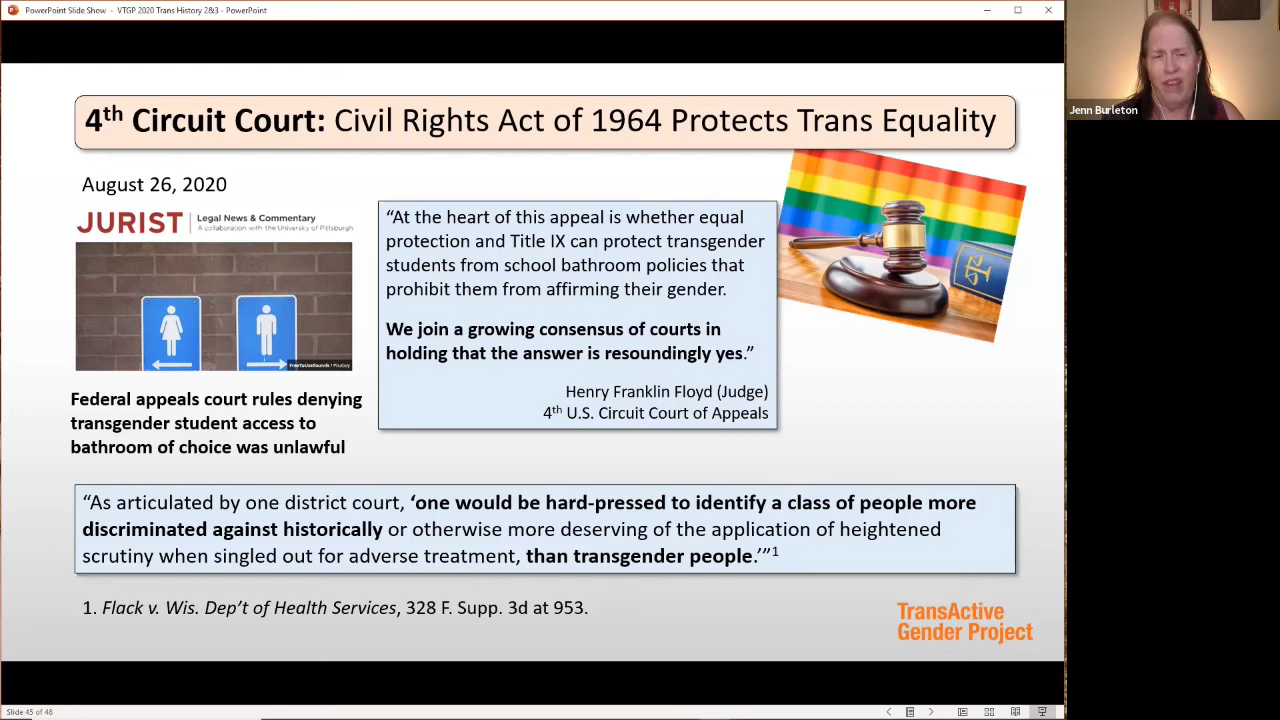 PowerPoint Slide Show - VTGP 2020 Trans History 2&3 - PowerPoint
Jenn Burleton
4th Circuit Court: Civil Rights Act of 1964 Protects Trans Equality
August 26, 2020
JURIST | Legal News & Commentary
A collaboration with the University of Pittsburgh
FreeToUseSounds / Pixabay
Federal appeals court rules denying
transgender student access to
bathroom of choice was unlawful
“At the heart of this appeal is whether equal
protection and Title IX can protect transgender
students from school bathroom policies that
prohibit them from affirming their gender.
We join a growing consensus of courts in
holding that the answer is resoundingly yes.”
Henry Franklin Floyd (Judge)
4th U.S. Circuit Court of Appeals
“As articulated by one district court, ‘one would be hard-pressed to identify a class of people more
discriminated against historically or otherwise more deserving of the application of heightened
scrutiny when singled out for adverse treatment, than transgender people.’”1
1. Flack v. Wis. Dep’t of Health Services, 328 F. Supp. 3d at 953.
TransActive
Gender Project
Slide 45 of 48